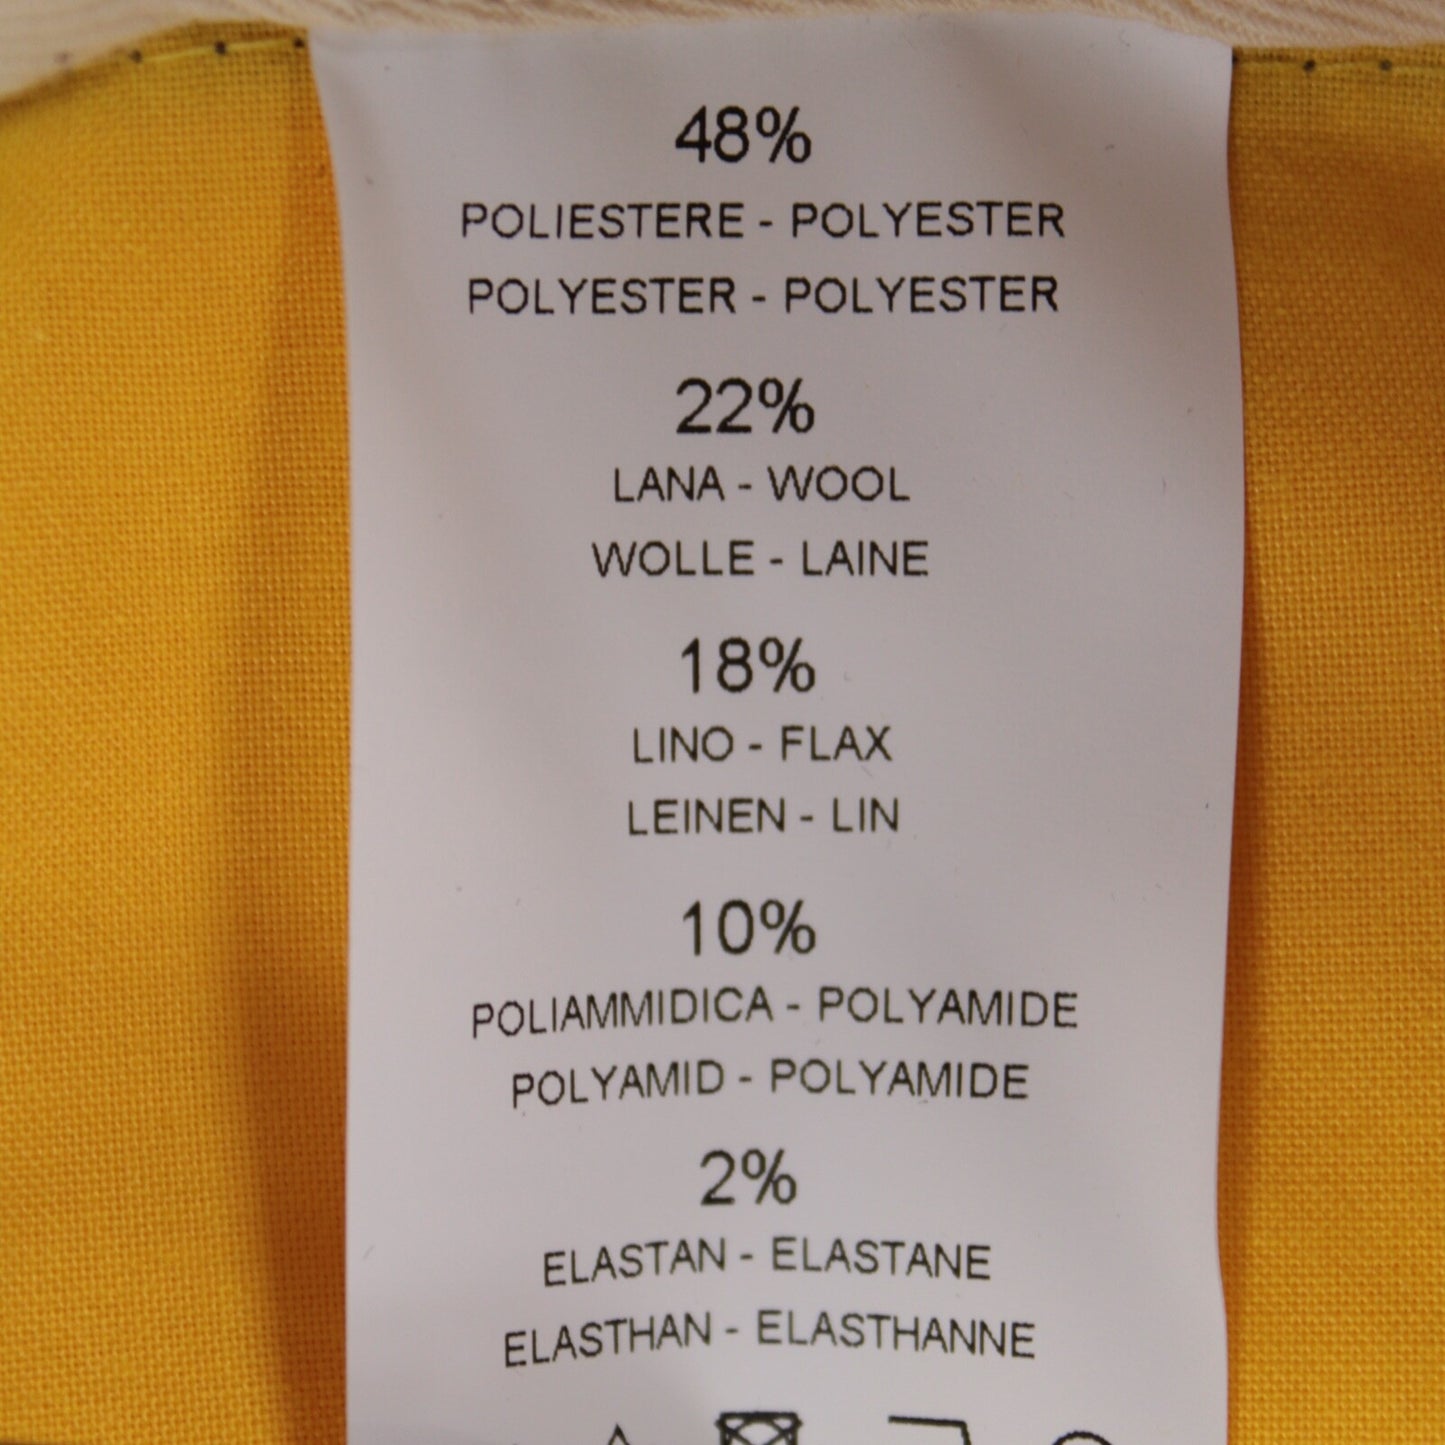 48%
POLIESTERE - POLYESTER
POLYESTER - POLYESTER
22%
LANA - WOOL
WOLLE - LAINE
18%
LINO - FLAX
LEINEN - LIN
10%
POLIAMMIDICA - POLYAMIDE
POLYAMID - POLYAMIDE
2%
ELASTAN - ELASTANE
ELASTHAN - ELASTHANNE